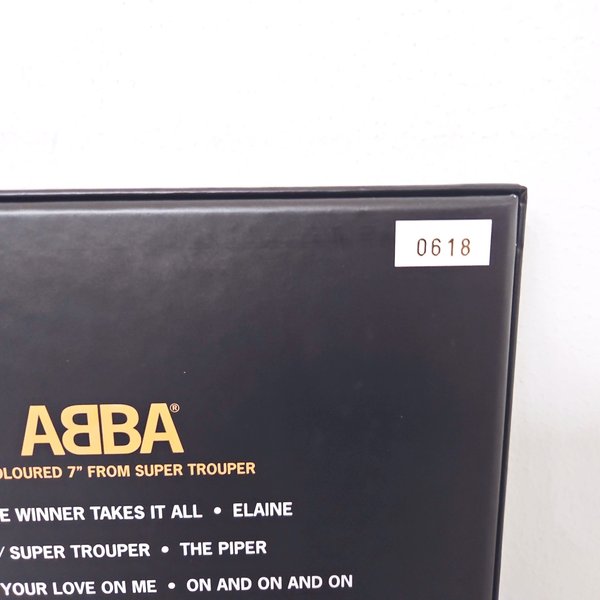 0618
AᗺBA®
OLOURED 7" FROM SUPER TROUPER
E WINNER TAKES IT ALL • ELAINE
/ SUPER TROUPER • THE PIPER
YOUR LOVE ON ME • ON AND ON AND ON